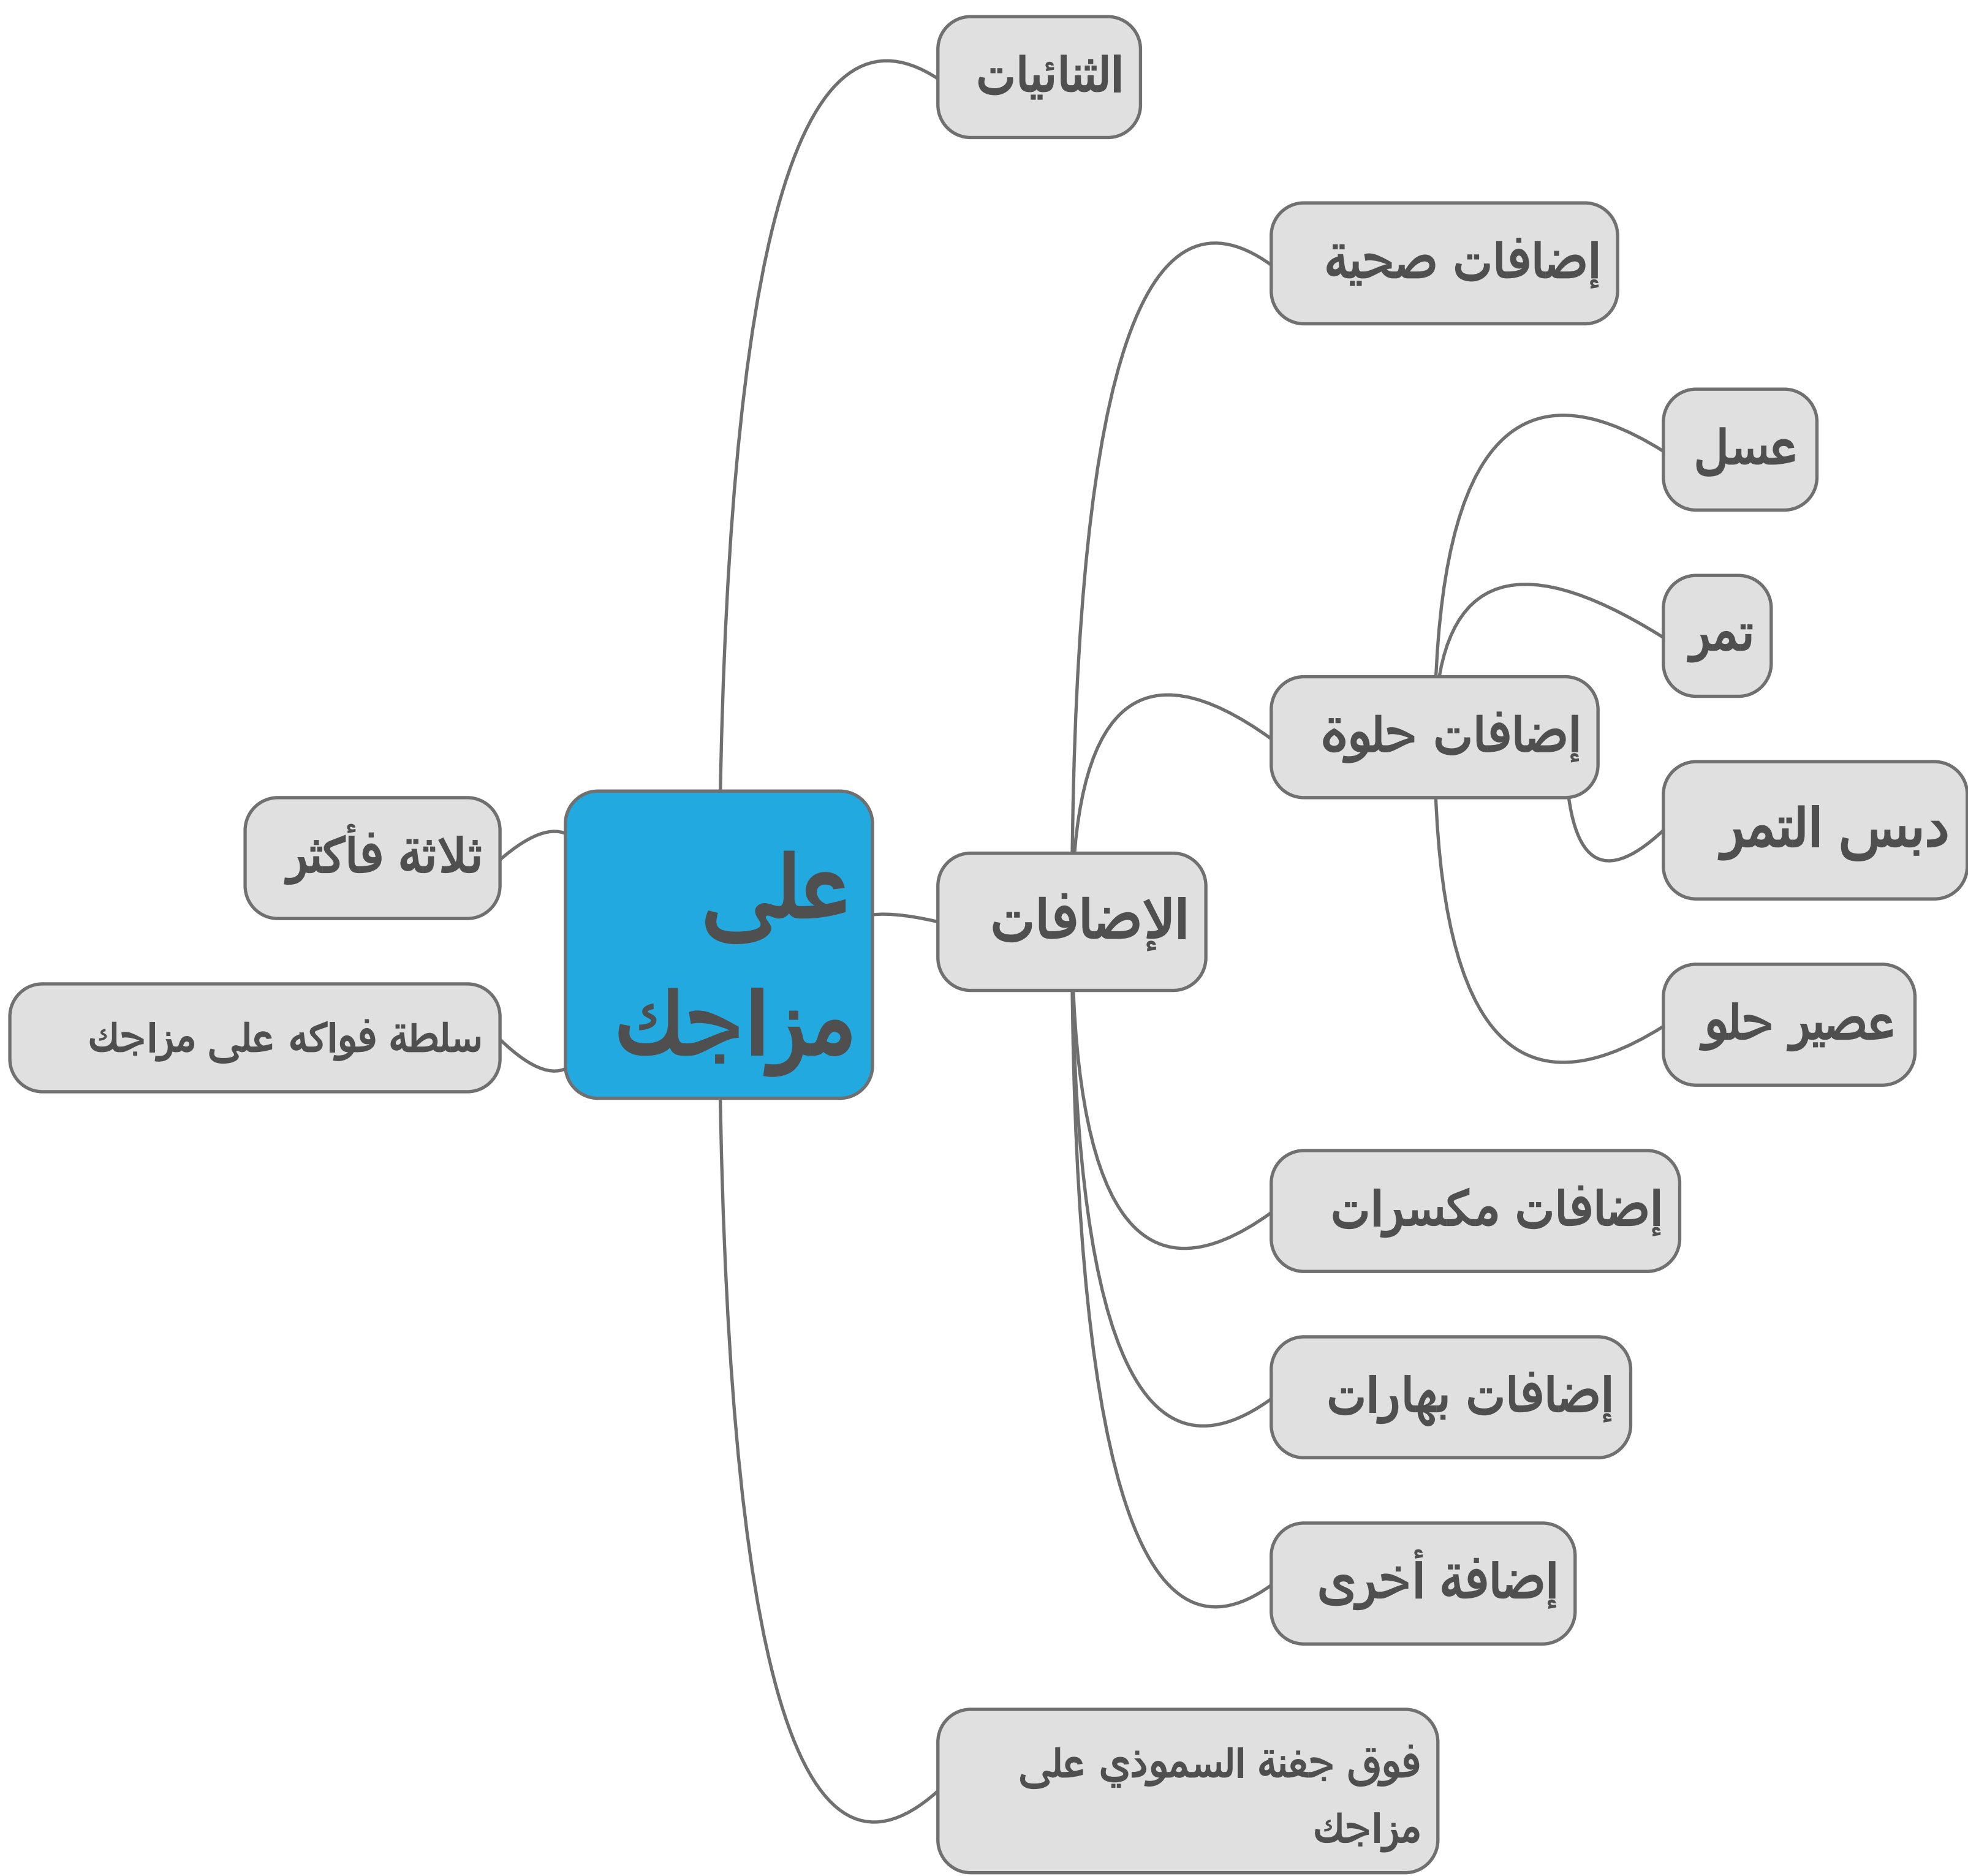 الثنائيات
إضافات صحية
عسل
تمر
إضافات حلوة
دبس التمر
ثلاثة فأكثر
على
مزاجك
الإضافات
سلطة فواكه على مزاجك
عصير حلو
إضافات مكسرات
إضافات بهارات
إضافة أخرى
فوق جفنة السموذي على
مزاجك